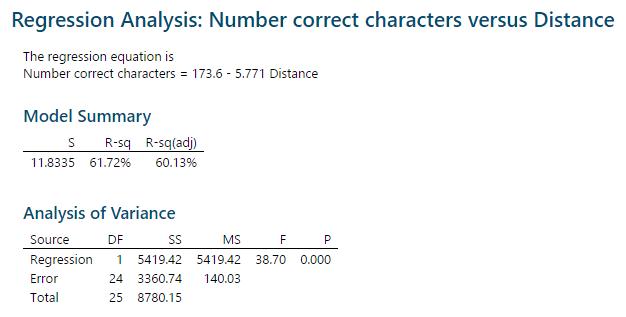 Regression Analysis: Number correct characters versus Distance
The regression equation is
Number correct characters = 173.6 - 5.771 Distance
Model Summary
S R-sq R-sq(adj)
11.8335 61.72% 60.13%
Analysis of Variance
Source DF SS MS F P
Regression 1 5419.42 5419.42 38.70 0.000
Error 24 3360.74 140.03
Total 25 8780.15